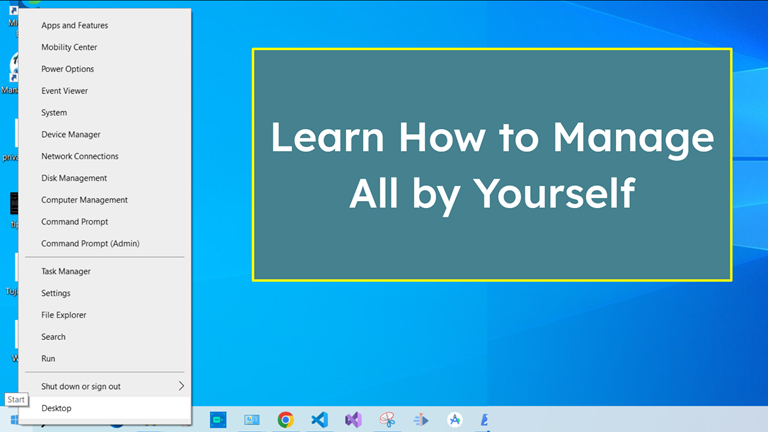 Apps and Features
Mobility Center
Power Options
Event Viewer
System
Device Manager
Network Connections
Disk Management
Computer Management
Command Prompt
Command Prompt (Admin)
Task Manager
Settings
File Explorer
Search
Run
Shut down or sign out
Desktop
Start
Learn How to Manage
All by Yourself